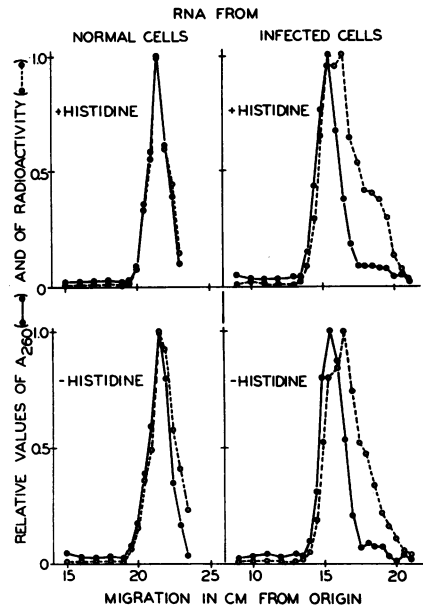 RNA FROM
NORMAL CELLS
INFECTED CELLS
RELATIVE VALUES OF A260 (●—●) AND OF RADIOACTIVITY (●---●)
1.0
+HISTIDINE
+HISTIDINE
0.5
0
1.0
-HISTIDINE
-HISTIDINE
0.5
0
15 20 25 10 15 20
MIGRATION IN CM FROM ORIGIN